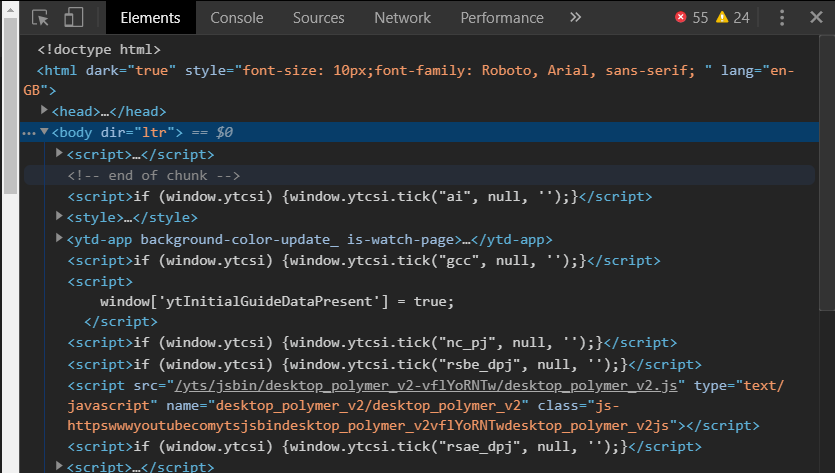 Elements Console Sources Network Performance » 55 24
<!doctype html>
<html dark="true" style="font-size: 10px;font-family: Roboto, Arial, sans-serif; " lang="en-
GB">
<head>…</head>
<body dir="ltr"> == $0
<script>…</script>
<!-- end of chunk -->
<script>if (window.ytcsi) {window.ytcsi.tick("ai", null, '');}</script>
<style>…</style>
<ytd-app background-color-update_ is-watch-page>…</ytd-app>
<script>if (window.ytcsi) {window.ytcsi.tick("gcc", null, '');}</script>
<script>
window['ytInitialGuideDataPresent'] = true;
</script>
<script>if (window.ytcsi) {window.ytcsi.tick("nc_pj", null, '');}</script>
<script>if (window.ytcsi) {window.ytcsi.tick("rsbe_dpj", null, '');}</script>
<script src="/yts/jsbin/desktop_polymer_v2-vflYoRNTw/desktop_polymer_v2.js" type="text/
javascript" name="desktop_polymer_v2/desktop_polymer_v2" class="js-
httpswwwyoutubecomytsjsbindesktop_polymer_v2vflYoRNTwdesktop_polymer_v2js"></script>
<script>if (window.ytcsi) {window.ytcsi.tick("rsae_dpj", null, '');}</script>
<script>…</script>